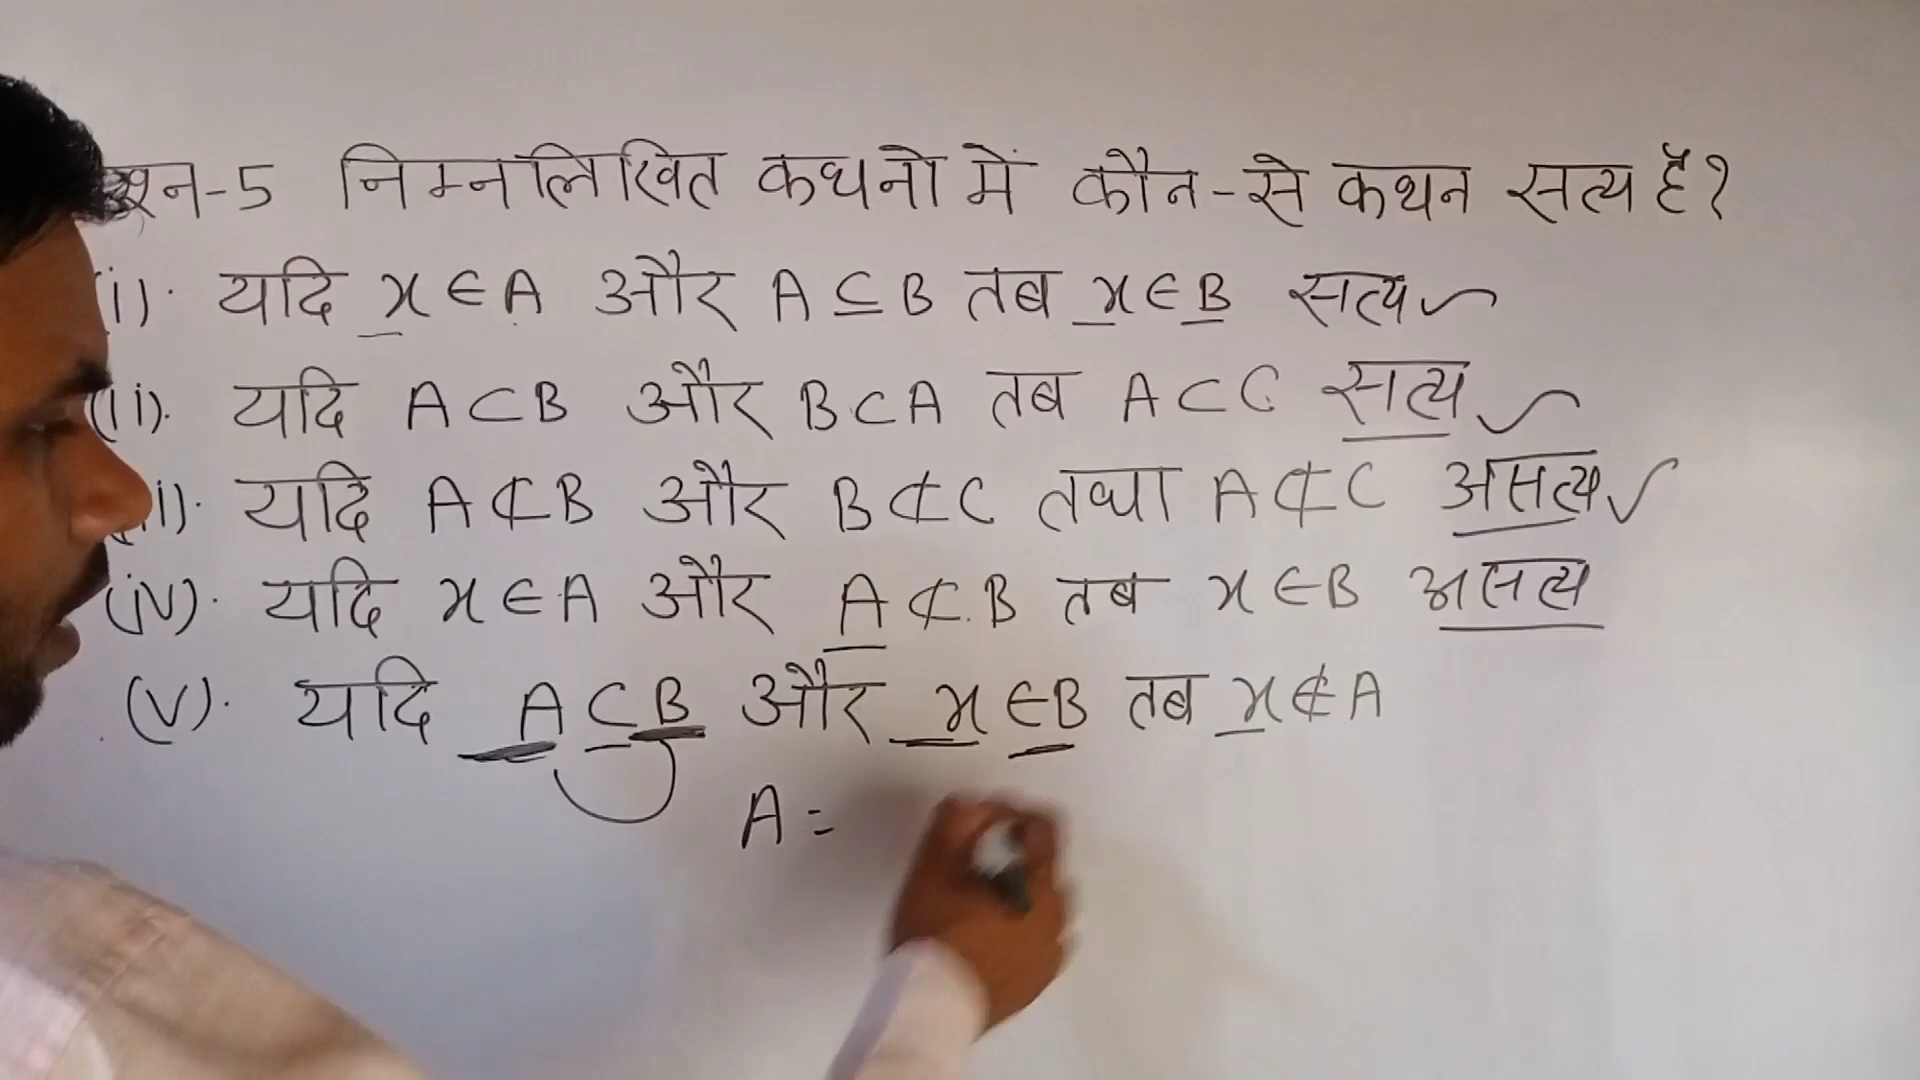 श्न-5 निम्नलिखित कथनो में कौन-से कथन सत्य हैं?
(i). यदि x∈A और A⊆B तब x∈B सत्य
(ii). यदि A⊂B और B⊂A तब A⊂C सत्य
ii). यदि A⊄B और B⊄C तथा A⊄C असत्य
(iv). यदि x∈A और A⊄B तब x∈B असत्य
(v). यदि A⊂B और x∈B तब x∉A
A=